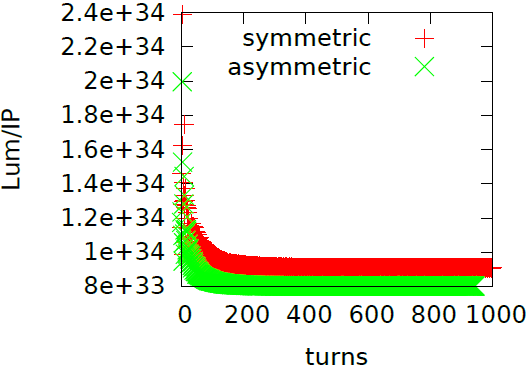 2.4e+34
2.2e+34
2e+34
1.8e+34
1.6e+34
1.4e+34
1.2e+34
1e+34
8e+33
Lum/IP
symmetric
asymmetric
0 200 400 600 800 1000
turns